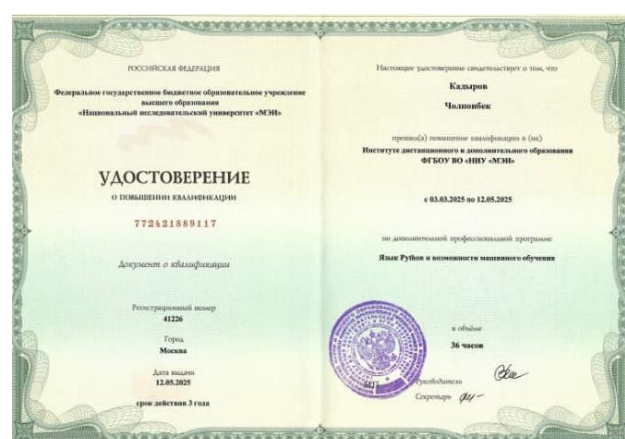 РОССИЙСКАЯ ФЕДЕРАЦИЯ
Федеральное государственное бюджетное образовательное учреждение
высшего образования
«Национальный исследовательский университет «МЭИ»
УДОСТОВЕРЕНИЕ
О ПОВЫШЕНИИ КВАЛИФИКАЦИИ
772421889117
Документ о квалификации
Регистрационный номер
41226
Город
Москва
Дата выдачи
12.05.2025
срок действия 3 года
Настоящее удостоверение свидетельствует о том, что
Кадыров
Чолпонбек
прошел(а) повышение квалификации в (на)
Институте дистанционного и дополнительного образования
ФГБОУ ВО «НИУ «МЭИ»
с 03.03.2025 по 12.05.2025
по дополнительной профессиональной программе
Язык Python и возможности машинного обучения
в объёме
36 часов
М.П.
Руководитель
Секретарь